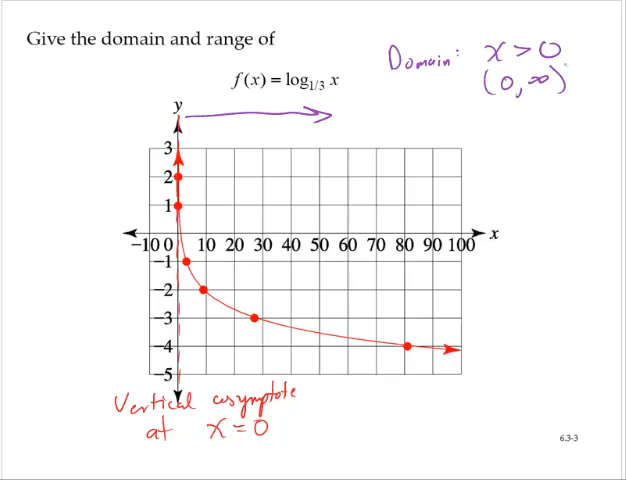 Give the domain and range of
Domain: x > 0
(0, ∞)
f(x) = log₁/₃ x
y
3
2
1
−10 0 10 20 30 40 50 60 70 80 90 100 x
−1
−2
−3
−4
−5
Vertical asymptote
at x = 0
6.3-3